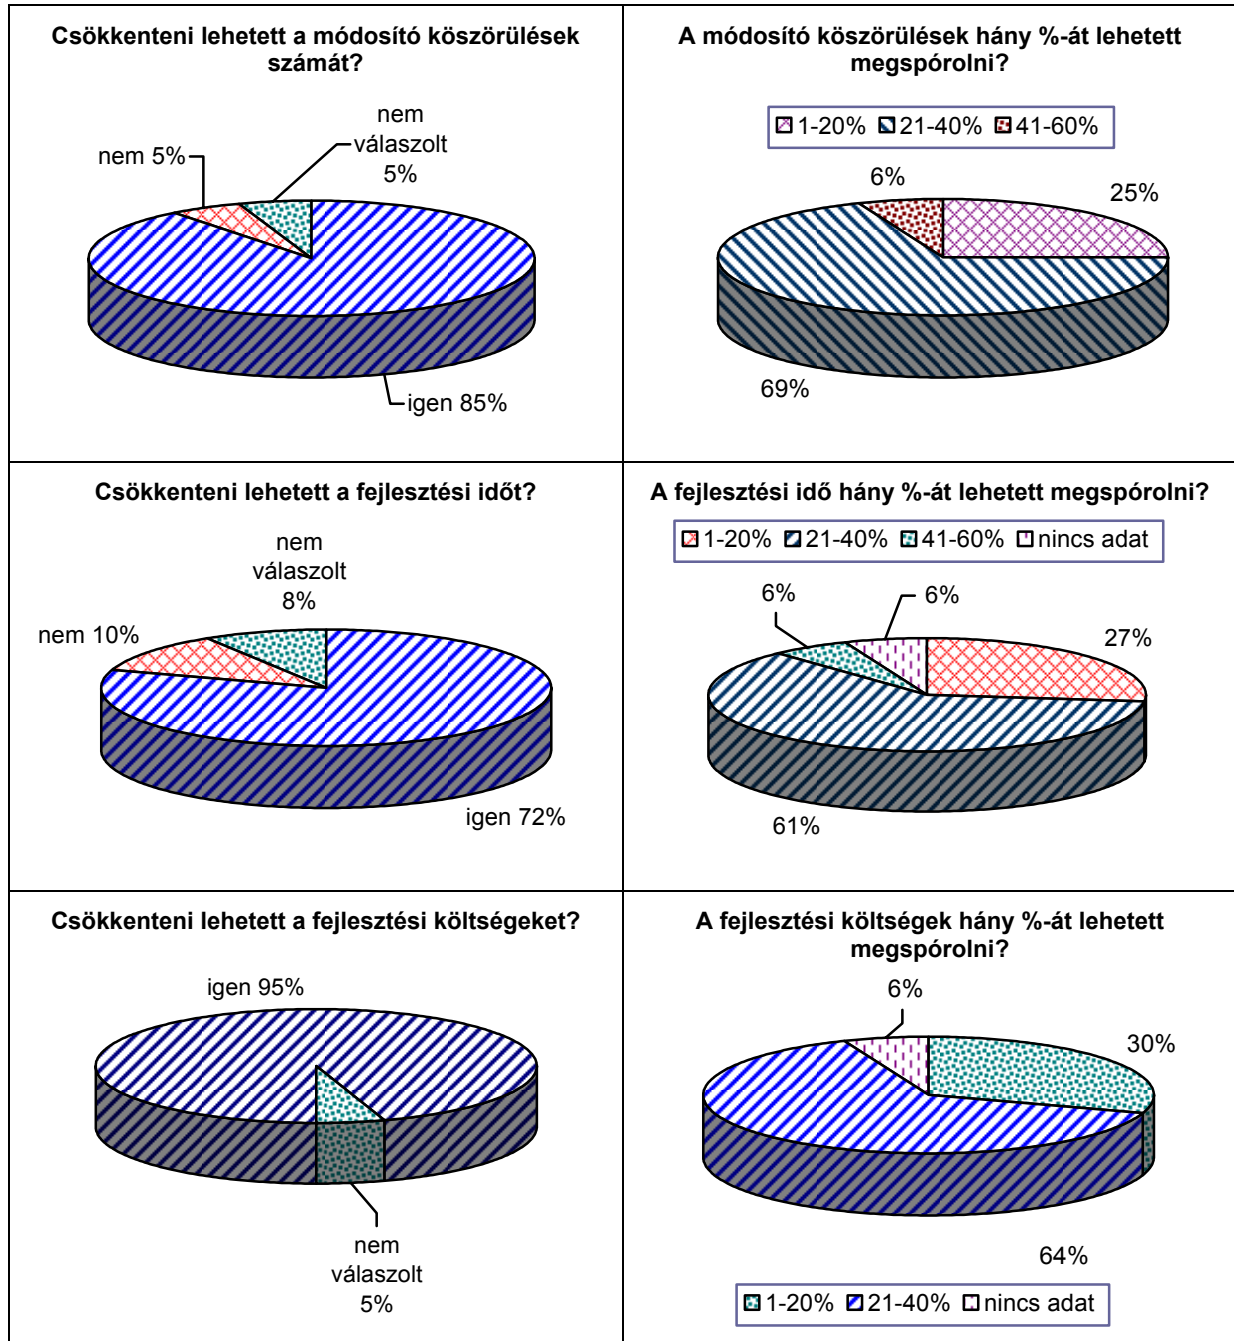 Csökkenteni lehetett a módosító köszörülések
számát?
nem
válaszolt
5%
nem 5%
igen 85%
A módosító köszörülések hány %-át lehetett
megspórolni?
1-20% 21-40% 41-60%
6%
25%
69%
Csökkenteni lehetett a fejlesztési időt?
nem
válaszolt
8%
nem 10%
igen 72%
A fejlesztési idő hány %-át lehetett megspórolni?
1-20% 21-40% 41-60% nincs adat
6%
6%
27%
61%
Csökkenteni lehetett a fejlesztési költségeket?
igen 95%
nem
válaszolt
5%
A fejlesztési költségek hány %-át lehetett
megspórolni?
6%
30%
64%
1-20% 21-40% nincs adat